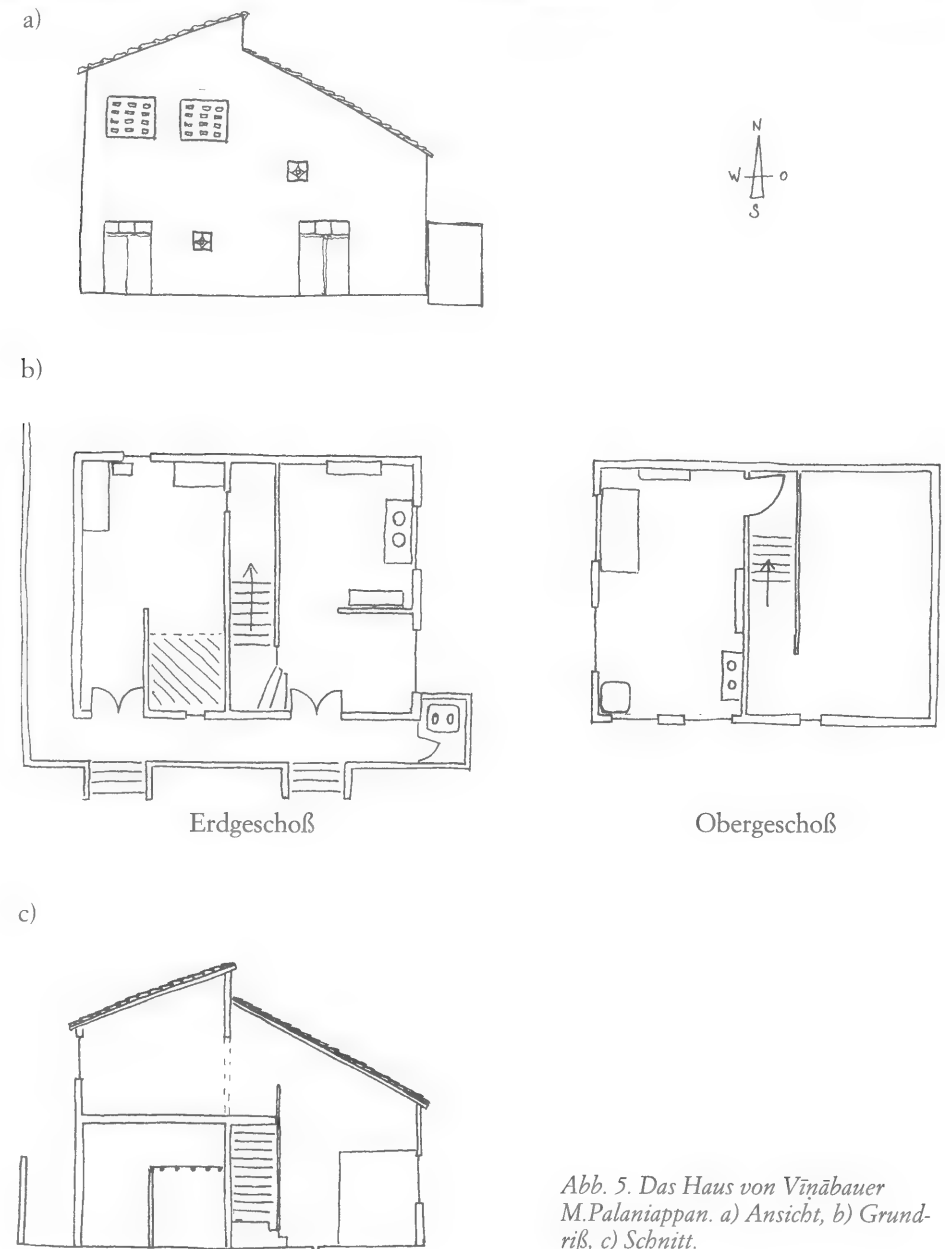 a)
N
W O
S
b)
Erdgeschoß
Obergeschoß
c)
Abb. 5. Das Haus von Vīṇābauer
M.Palaniappan. a) Ansicht, b) Grund-
riß, c) Schnitt.